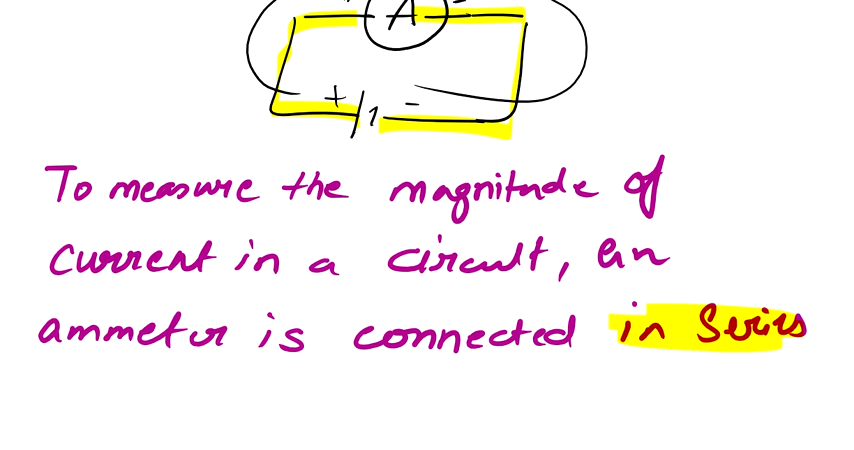 A
+ -
To measure the magnitude of
current in a circuit, an
ammeter is connected in Series